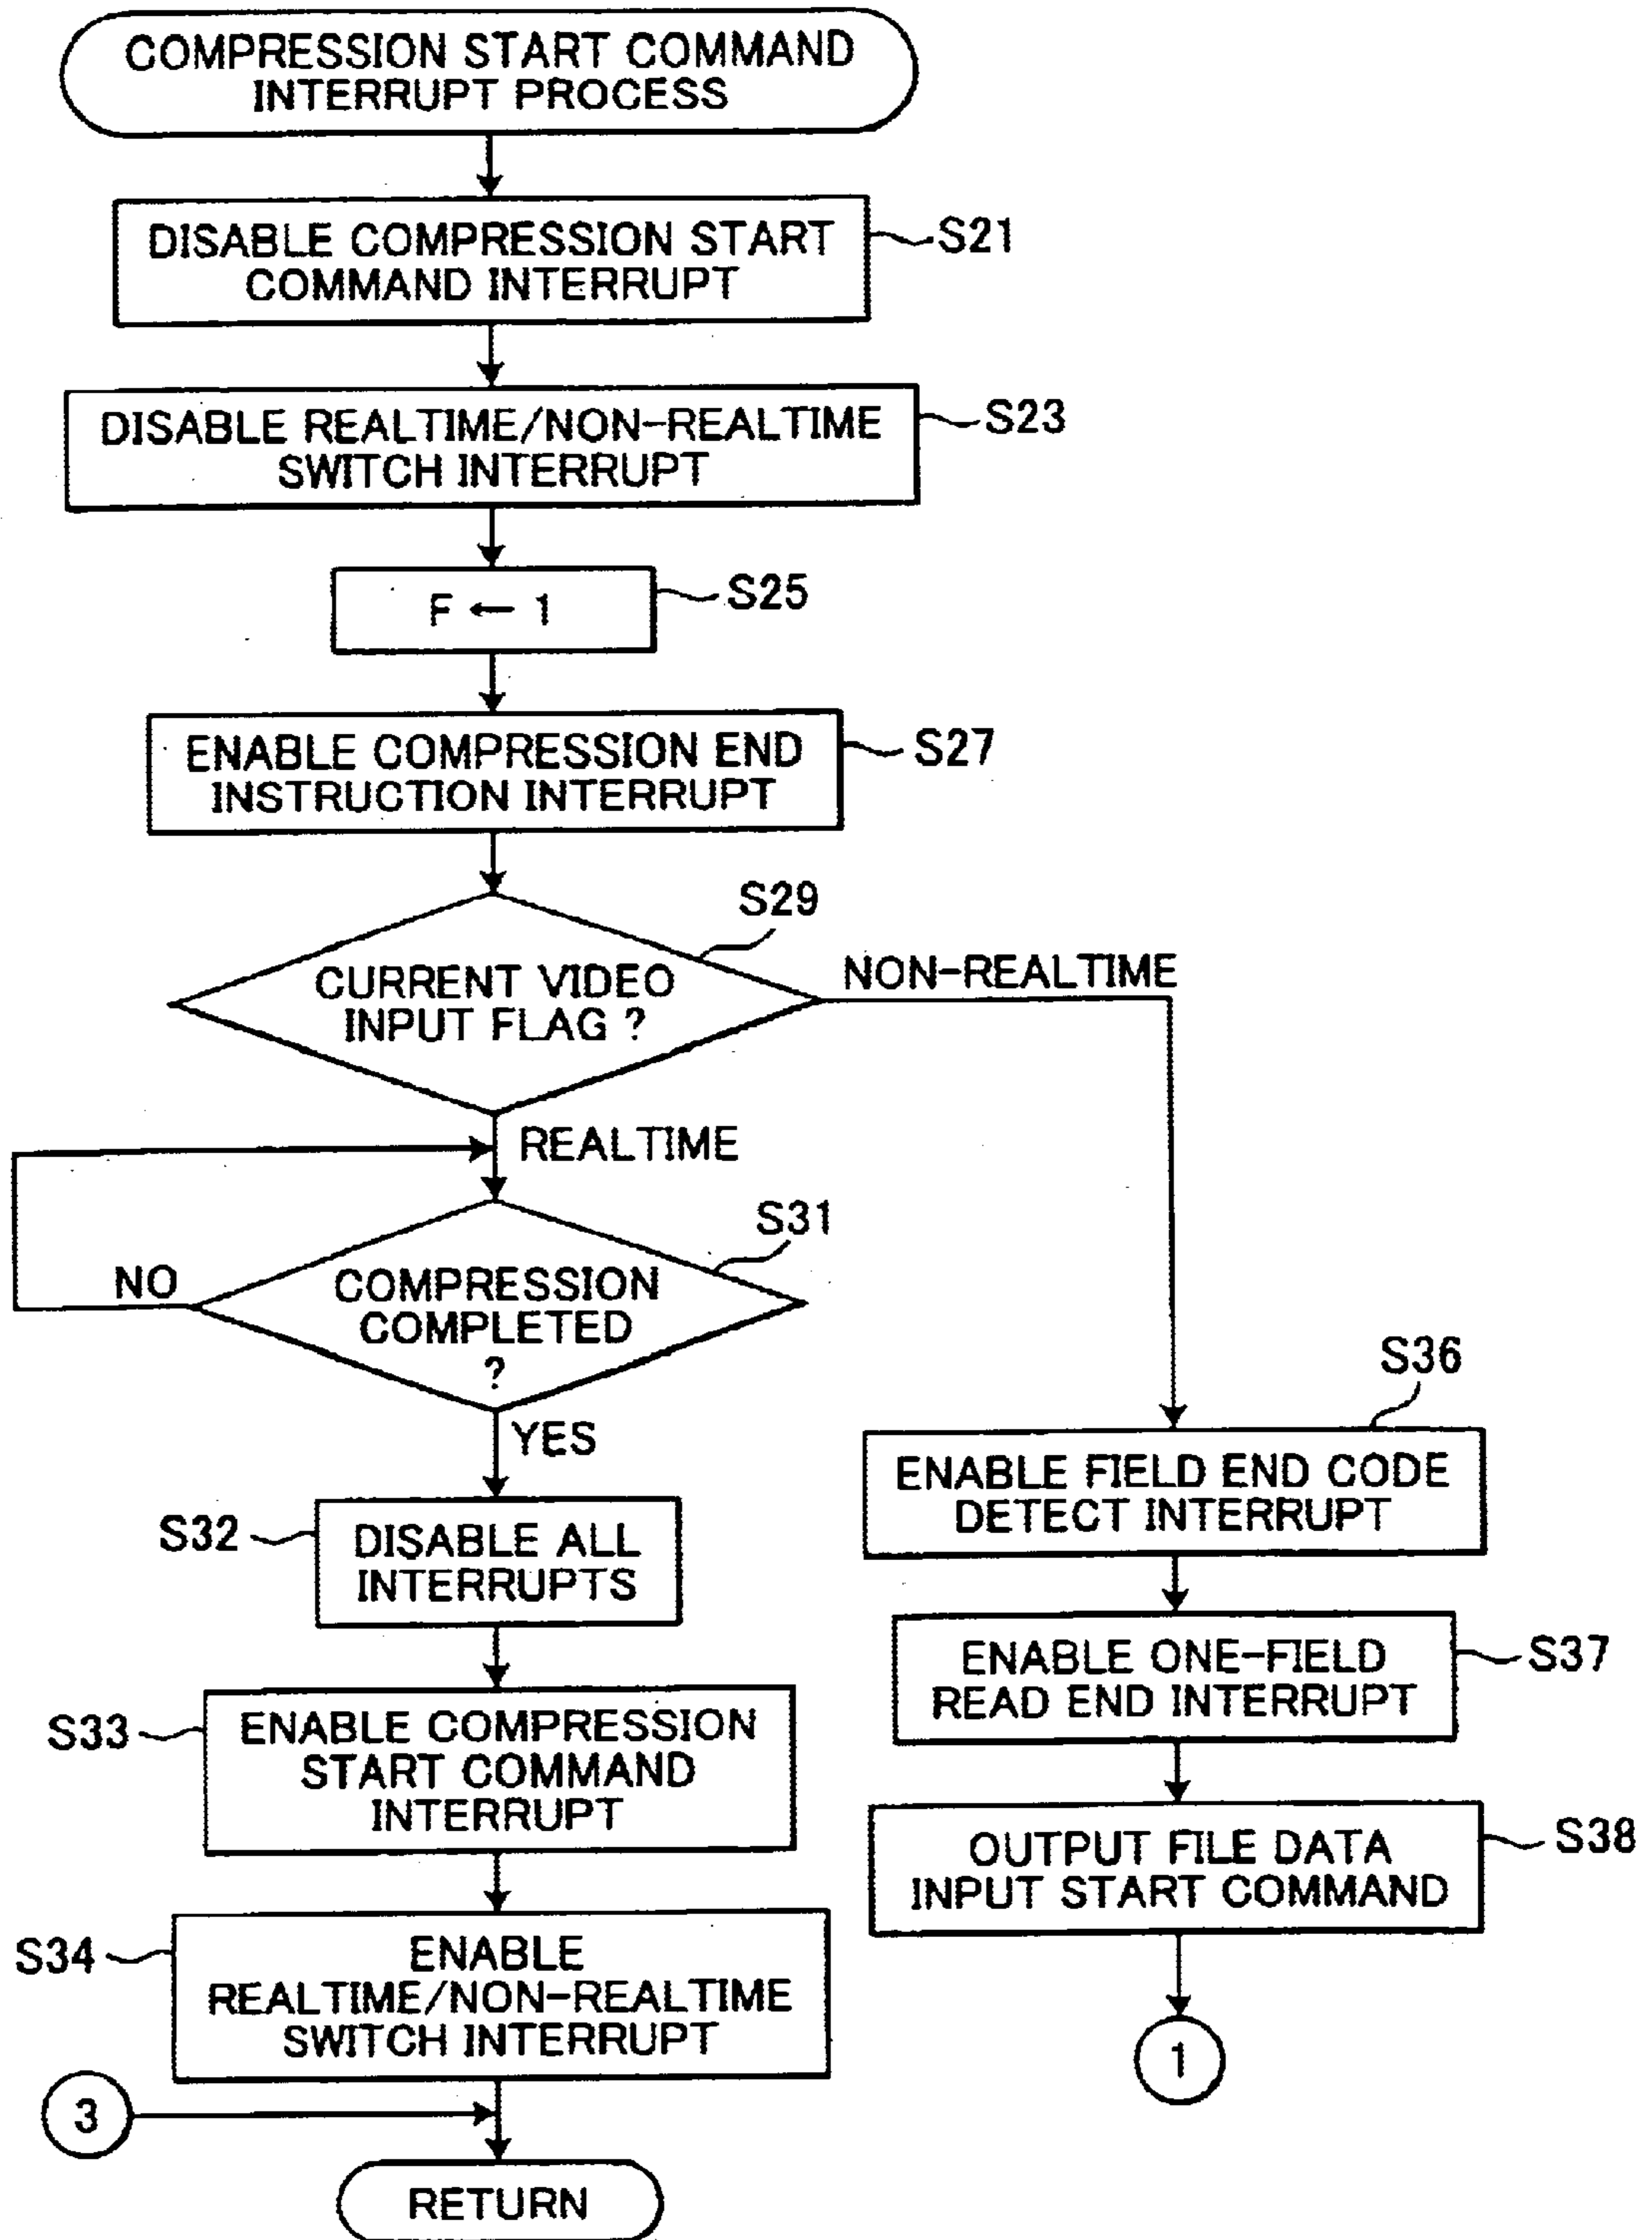 COMPRESSION START COMMAND
INTERRUPT PROCESS
DISABLE COMPRESSION START
COMMAND INTERRUPT
S21
DISABLE REALTIME/NON-REALTIME
SWITCH INTERRUPT
S23
F ← 1
S25
ENABLE COMPRESSION END
INSTRUCTION INTERRUPT
S27
S29
CURRENT VIDEO
INPUT FLAG ?
NON-REALTIME
REALTIME
S31
NO
COMPRESSION
COMPLETED
?
YES
S32
DISABLE ALL
INTERRUPTS
S33
ENABLE COMPRESSION
START COMMAND
INTERRUPT
S34
ENABLE
REALTIME/NON-REALTIME
SWITCH INTERRUPT
3
RETURN
S36
ENABLE FIELD END CODE
DETECT INTERRUPT
ENABLE ONE-FIELD
READ END INTERRUPT
S37
OUTPUT FILE DATA
INPUT START COMMAND
S38
1